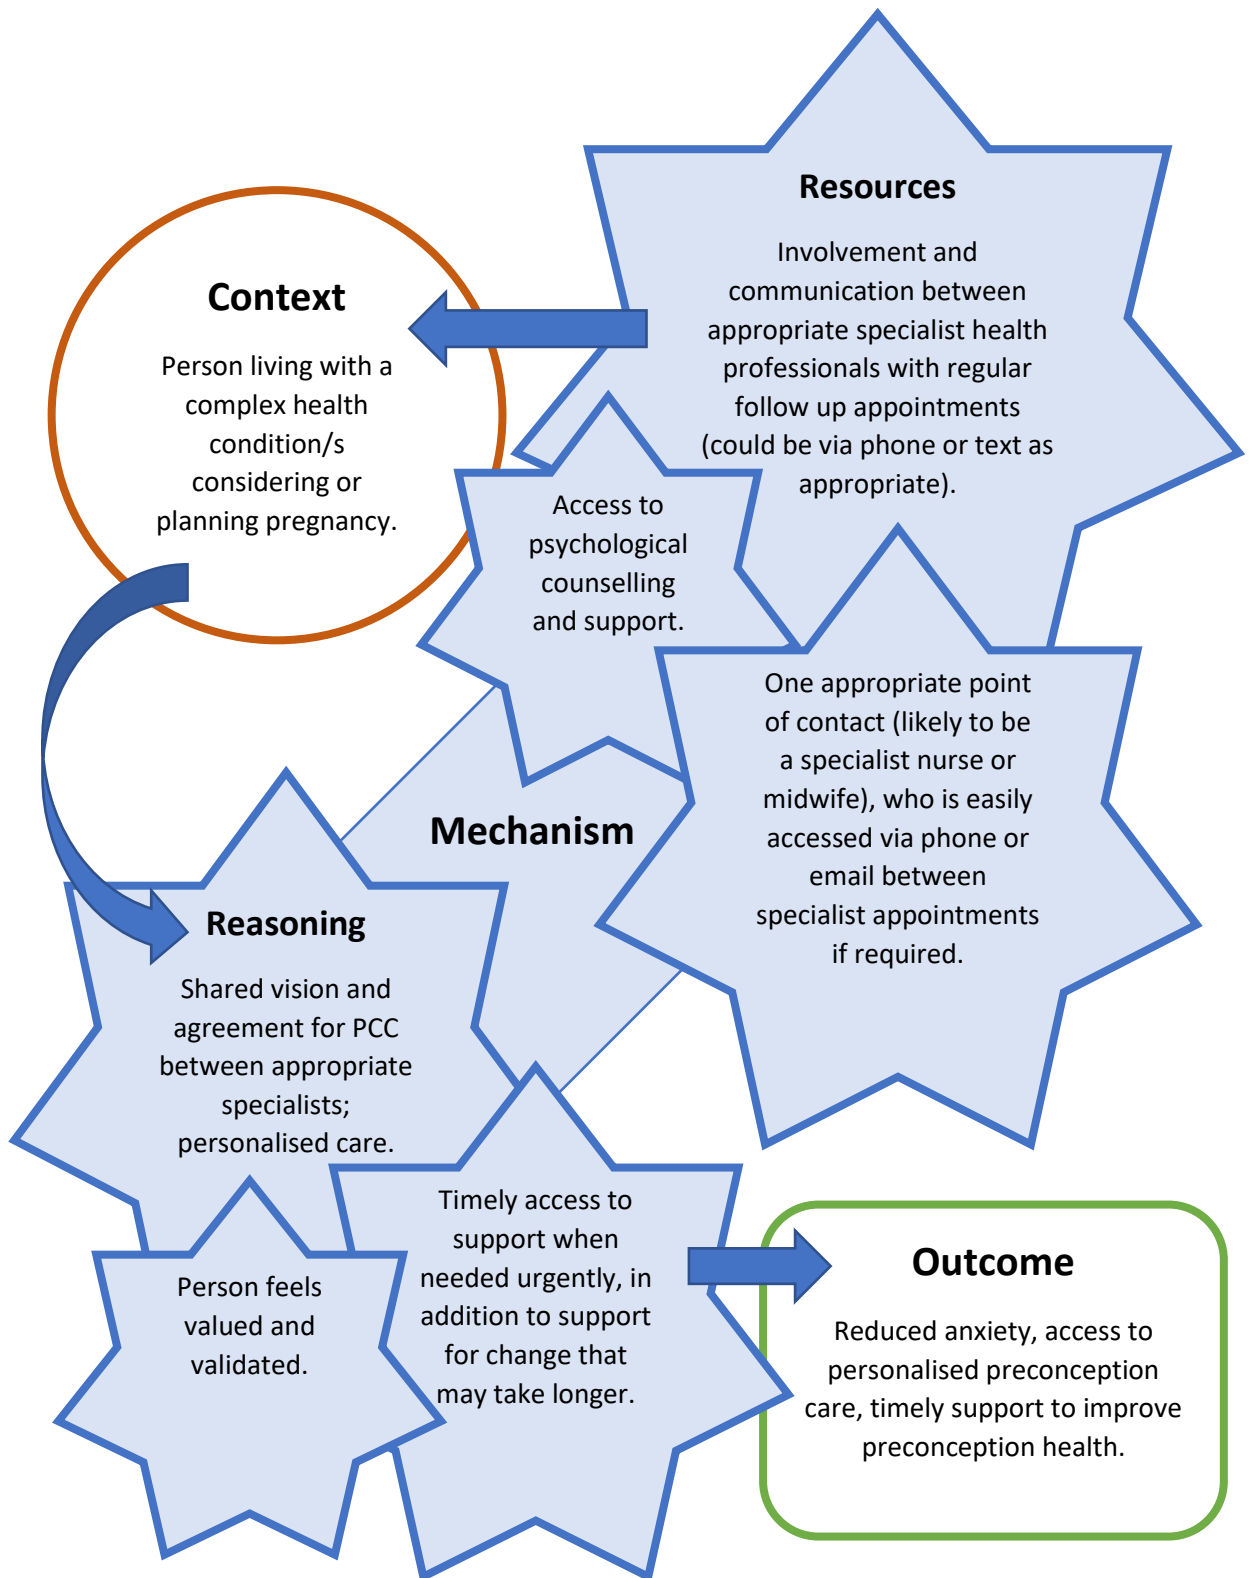 Resources
Involvement and
communication between
appropriate specialist health
professionals with regular
follow up appointments
(could be via phone or text as
appropriate).
Context
Person living with a
complex health
condition/s
considering or
planning pregnancy.
Access to
psychological
counselling
and support.
One appropriate point
of contact (likely to be
a specialist nurse or
midwife), who is easily
accessed via phone or
email between
specialist appointments
if required.
Mechanism
Reasoning
Shared vision and
agreement for PCC
between appropriate
specialists;
personalised care.
Timely access to
support when
needed urgently, in
addition to support
for change that
may take longer.
Person feels
valued and
validated.
Outcome
Reduced anxiety, access to
personalised preconception
care, timely support to improve
preconception health.